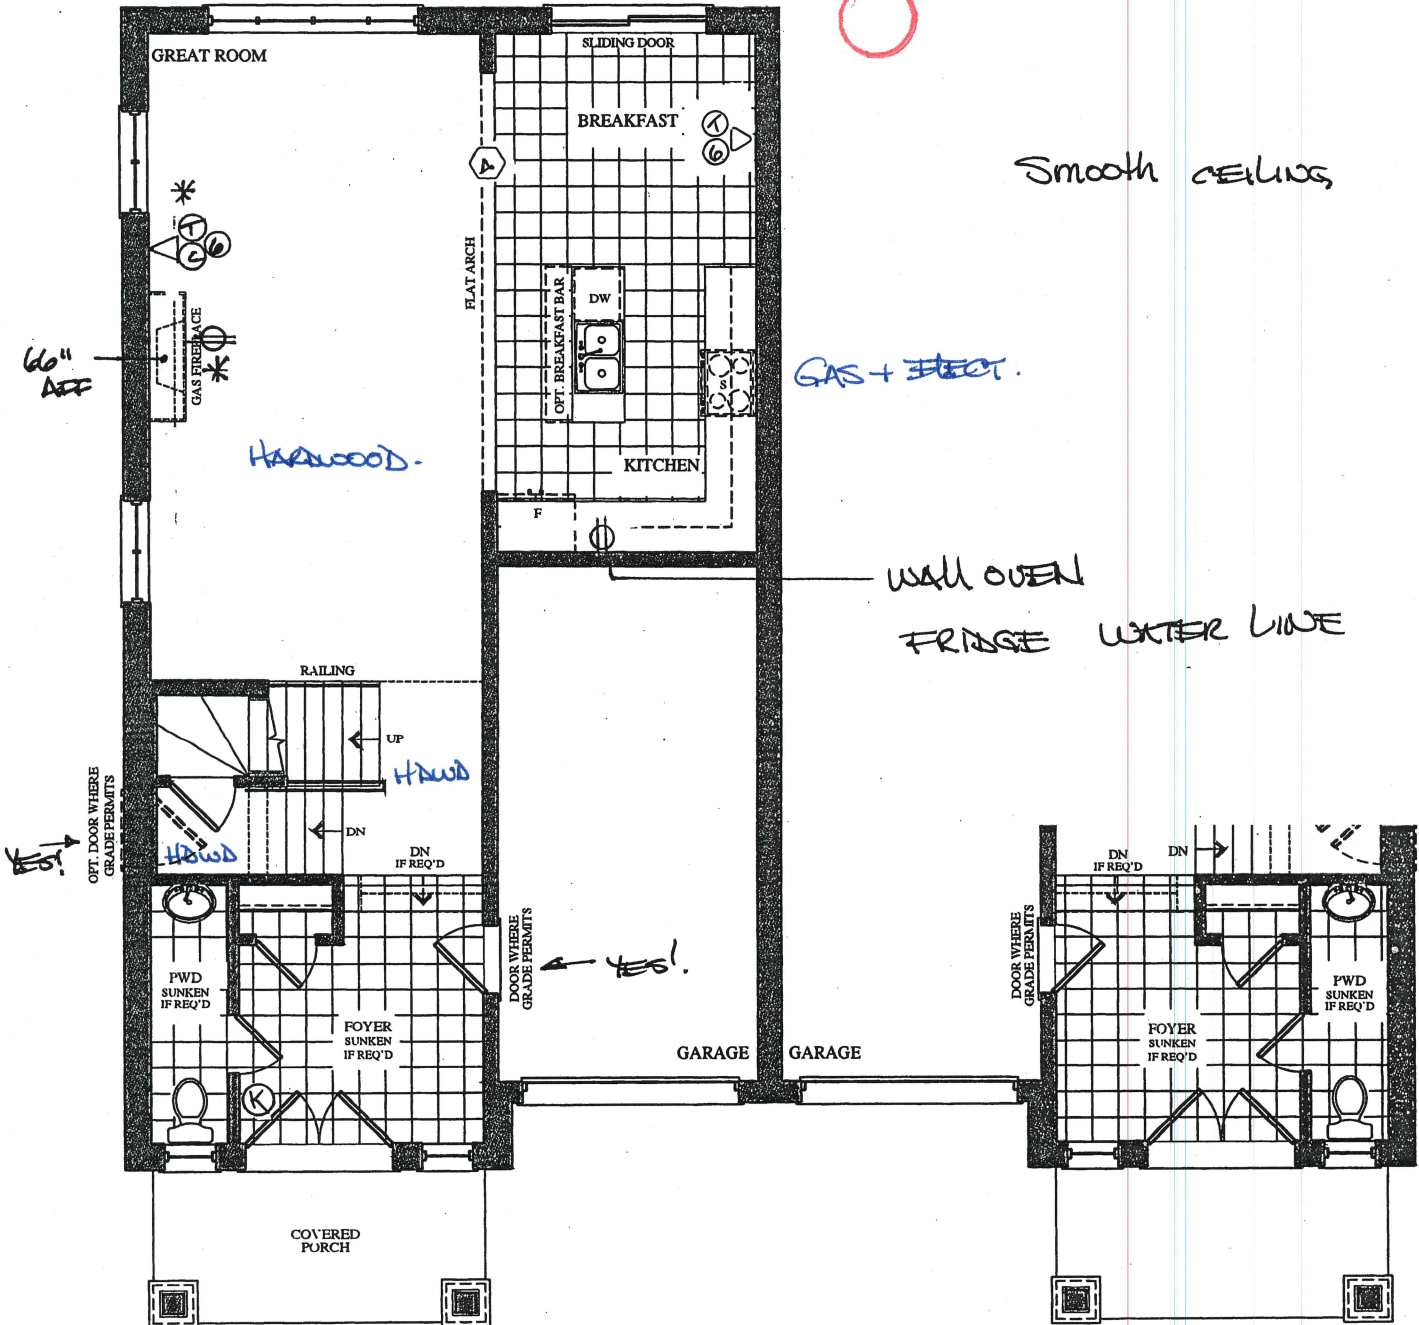 GREAT ROOM
SLIDING DOOR
BREAKFAST
T
6
A
Smooth CEILING
*
T
C
6
FLAT ARCH
OPT. BREAKFAST BAR
DW
66"
AFF
GAS FIREPLACE
*
S
GAS + ELECT.
HARDWOOD.
KITCHEN
F
WALL OVEN
FRIDGE WATER LINE
RAILING
UP
HDWD
OPT. DOOR WHERE
GRADE PERMITS
YES!
DN
HDWD
DN
IF REQ'D
DN
IF REQ'D
DN
DOOR WHERE
GRADE PERMITS
YES!
DOOR WHERE
GRADE PERMITS
PWD
SUNKEN
IF REQ'D
PWD
SUNKEN
IF REQ'D
FOYER
SUNKEN
IF REQ'D
FOYER
SUNKEN
IF REQ'D
GARAGE
GARAGE
K
COVERED
PORCH